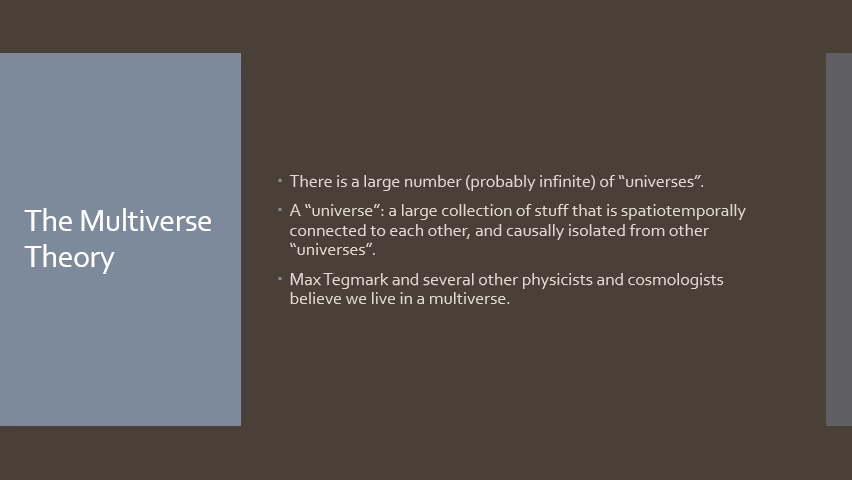 The Multiverse
Theory
• There is a large number (probably infinite) of “universes”.
• A “universe”: a large collection of stuff that is spatiotemporally
connected to each other, and causally isolated from other
“universes”.
• Max Tegmark and several other physicists and cosmologists
believe we live in a multiverse.